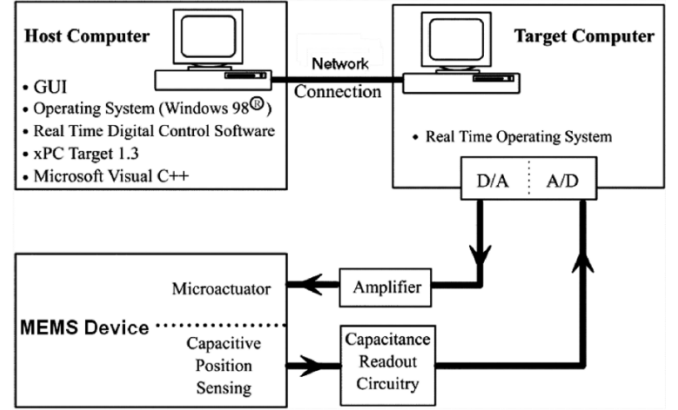 Host Computer
• GUI
• Operating System (Windows 98®)
• Real Time Digital Control Software
• xPC Target 1.3
• Microsoft Visual C++
Network
Connection
Target Computer
• Real Time Operating System
D/A
A/D
Microactuator
Amplifier
MEMS Device
Capacitive
Position
Sensing
Capacitance
Readout
Circuitry